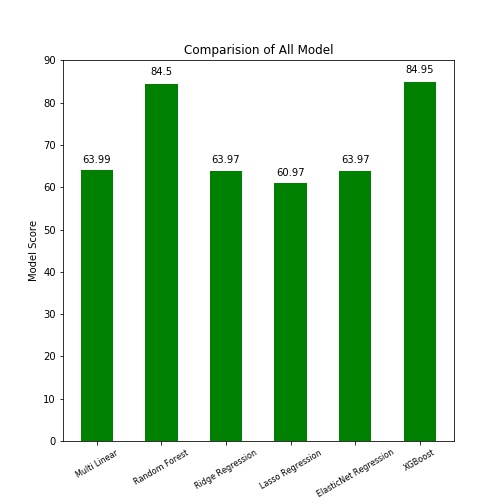 Comparision of All Model
Model Score
90
80
70
60
50
40
30
20
10
0
63.99
84.5
63.97
60.97
63.97
84.95
Multi Linear
Random Forest
Ridge Regression
Lasso Regression
ElasticNet Regression
XGBoost